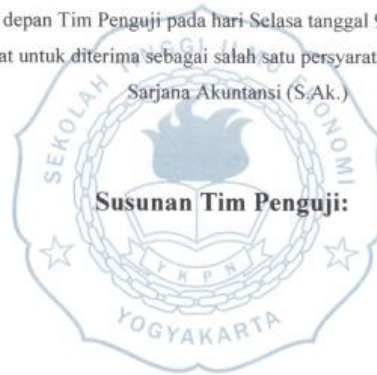 depan Tim Penguji pada hari Selasa tanggal 9
at untuk diterima sebagai salah satu persyarat
Sarjana Akuntansi (S.Ak.)
SEKOLAH TINGGI ILMU EKONOMI
Susunan Tim Penguji:
YKPN
YOGYAKARTA